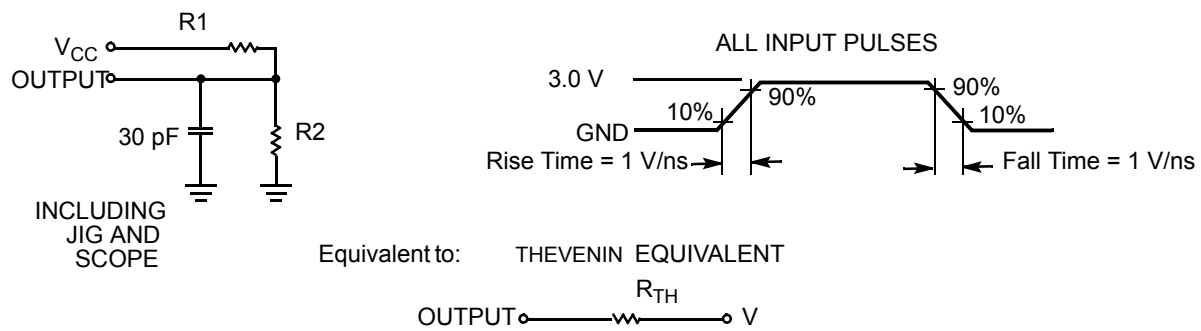 R1
VCC
OUTPUT
30 pF
R2
INCLUDING
JIG AND
SCOPE
ALL INPUT PULSES
3.0 V
GND
10%
90%
90%
10%
Rise Time = 1 V/ns
Fall Time = 1 V/ns
Equivalent to: THEVENIN EQUIVALENT
RTH
OUTPUT V